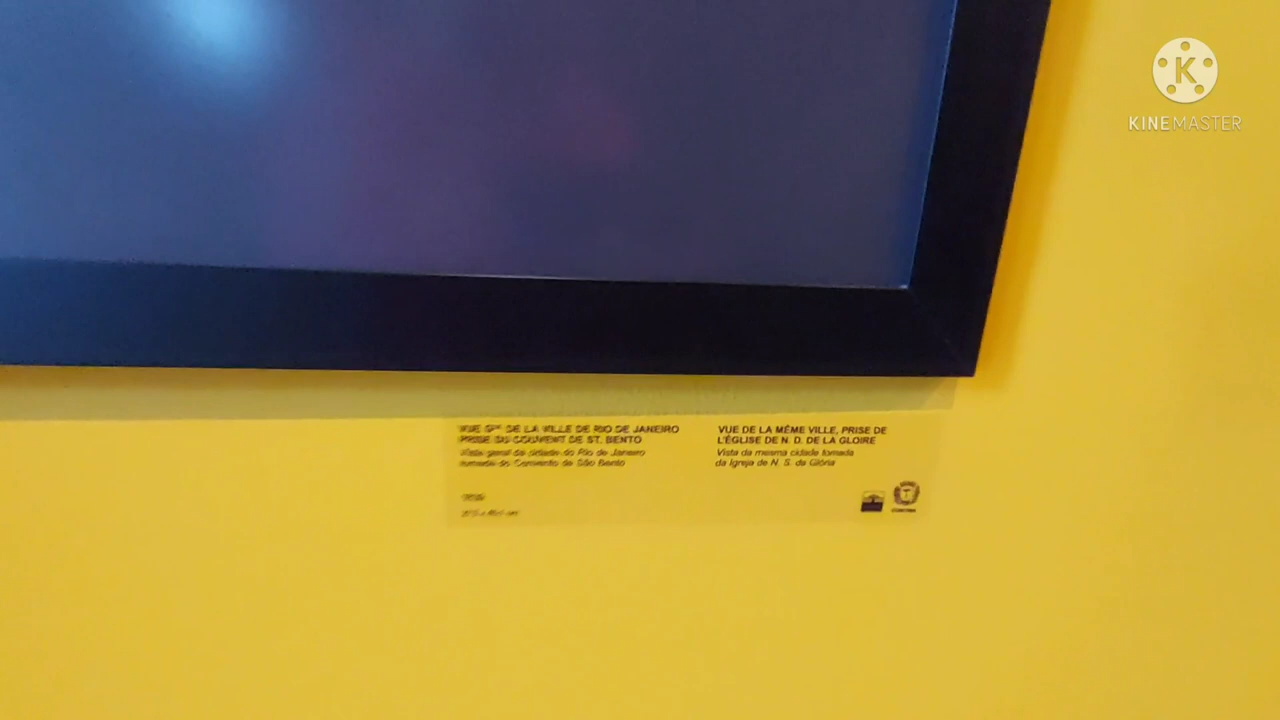 KINEMASTER
VUE Gᴬˡᵉ DE LA VILLE DE RIO DE JANEIRO
PRISE DU COUVENT DE ST. BENTO
Vista geral da cidade do Rio de Janeiro
tomada do Convento de São Bento
VUE DE LA MÊME VILLE, PRISE DE
L'ÉGLISE DE N. D. DE LA GLOIRE
Vista da mesma cidade tomada
da Igreja de N. S. da Glória